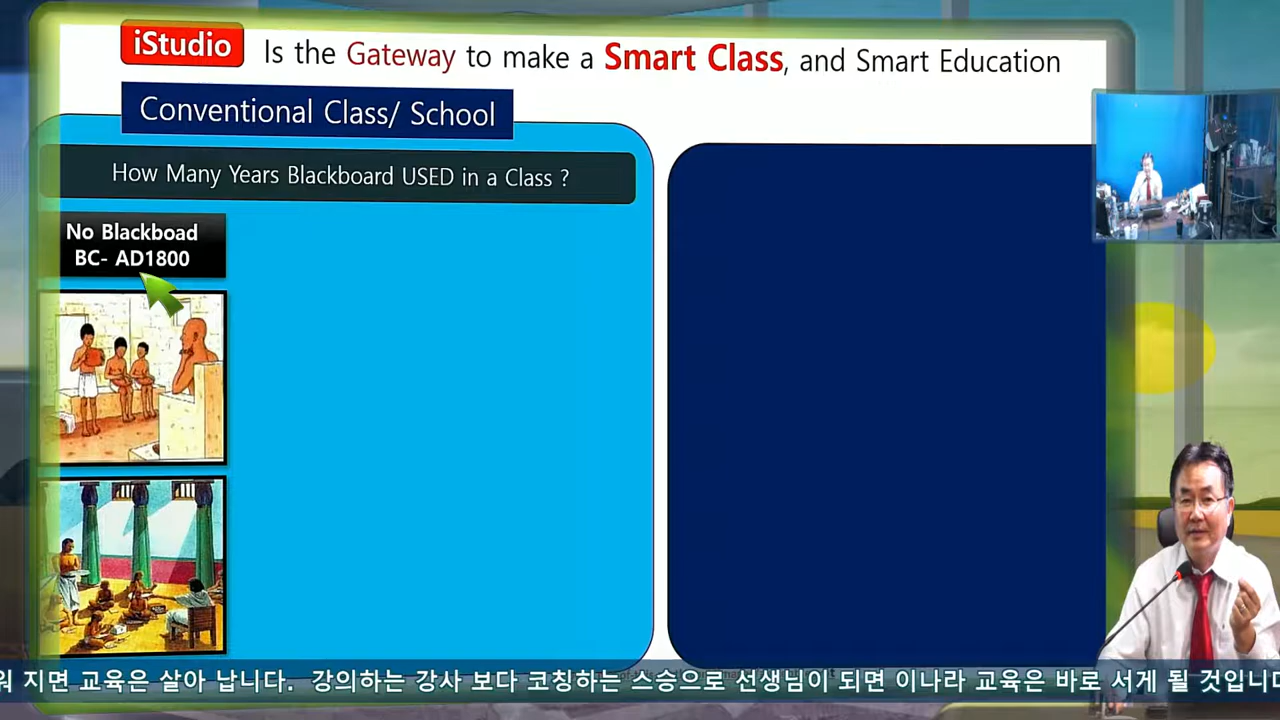 iStudio Is the Gateway to make a Smart Class, and Smart Education
Conventional Class/ School
How Many Years Blackboard USED in a Class ?
No Blackboad
BC- AD1800
지면 교육은 살아 납니다. 강의하는 강사 보다 코칭하는 스승으로 선생님이 되면 이나라 교육은 바로 서게 될 것입니다